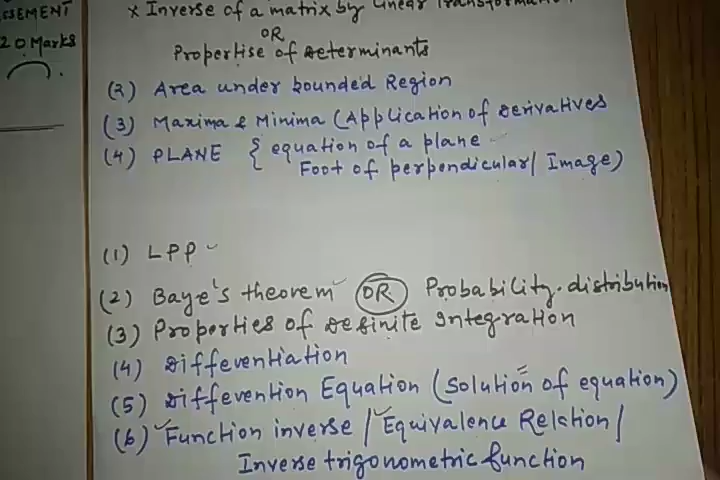 × Inverse of a matrix by Linear
SSEMENT
OR
20 Marks
Propertise of Determinants
(2) Area under bounded Region
(3) Maxima & Minima (Application of Derivatives
(4) PLANE { equation of a plane
Foot of perpendicular/ Image)
(1) LPP
(2) Baye's theorem OR Probability distribution
(3) Properties of Definite Integration
(4) Differentiation
(5) Differention Equation (Solution of equation)
(6) Function inverse / Equivalence Relation /
Inverse trigonometric function